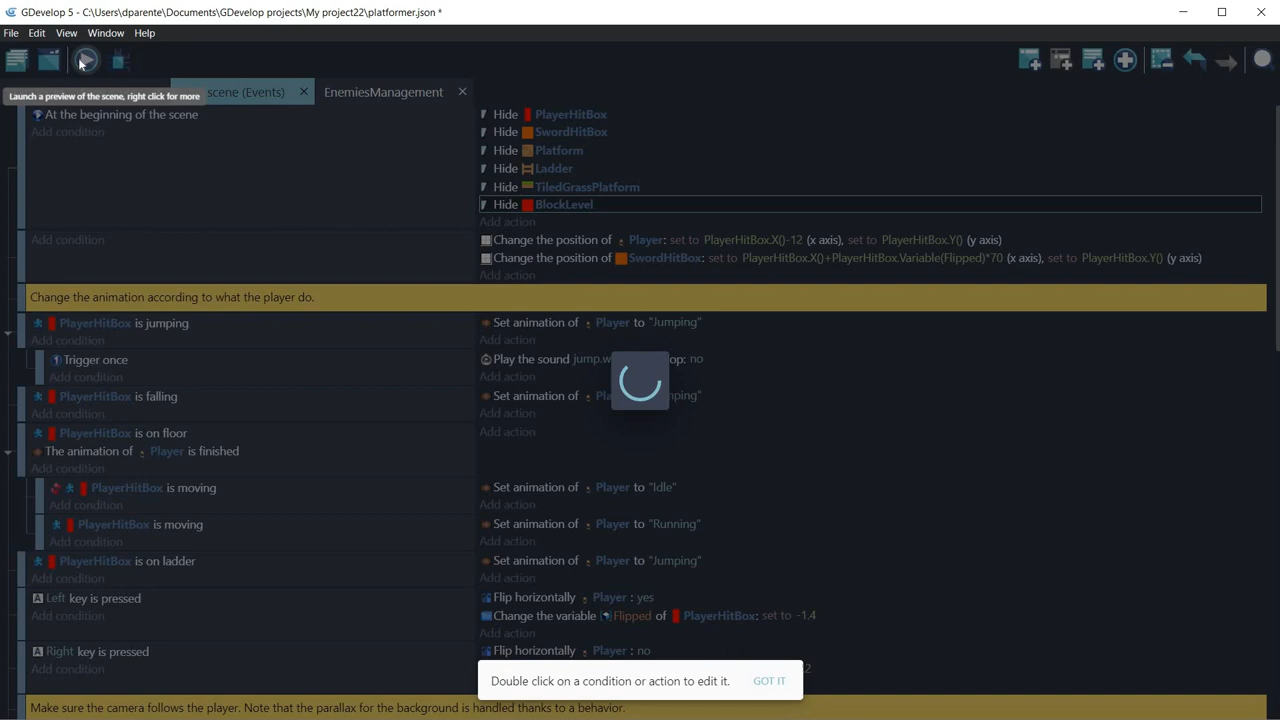 GDevelop 5 - C:\Users\dparente\Documents\GDevelop projects\My project22\platformer.json *
File Edit View Window Help
Launch a preview of the scene, right click for more
scene (Events) × EnemiesManagement ×
At the beginning of the scene
Add condition
Hide PlayerHitBox
Hide SwordHitBox
Hide Platform
Hide Ladder
Hide TiledGrassPlatform
Hide BlockLevel
Add action
Add condition
Change the position of Player: set to PlayerHitBox.X()-12 (x axis), set to PlayerHitBox.Y() (y axis)
Change the position of SwordHitBox: set to PlayerHitBox.X()+PlayerHitBox.Variable(Flipped)*70 (x axis), set to PlayerHitBox.Y() (y axis)
Add action
Change the animation according to what the player do.
PlayerHitBox is jumping
Set animation of Player to "Jumping"
Trigger once
Add condition
Play the sound jump.w op: no
Add action
PlayerHitBox is falling
Add condition
Set animation of Pla ping"
Add action
PlayerHitBox is on floor
The animation of Player is finished
Add condition
Add action
PlayerHitBox is moving
Add condition
Set animation of Player to "Idle"
Add action
PlayerHitBox is moving
Add condition
Set animation of Player to "Running"
Add action
PlayerHitBox is on ladder
Add condition
Set animation of Player to "Jumping"
Add action
A Left key is pressed
Flip horizontally Player : yes
Change the variable Flipped of PlayerHitBox: set to -1.4
Add action
A Right key is pressed
Add condition
Flip horizontally Player : no
2
Double click on a condition or action to edit it. GOT IT
Make sure the camera follows the player. Note that the parallax for the background is handled thanks to a behavior.